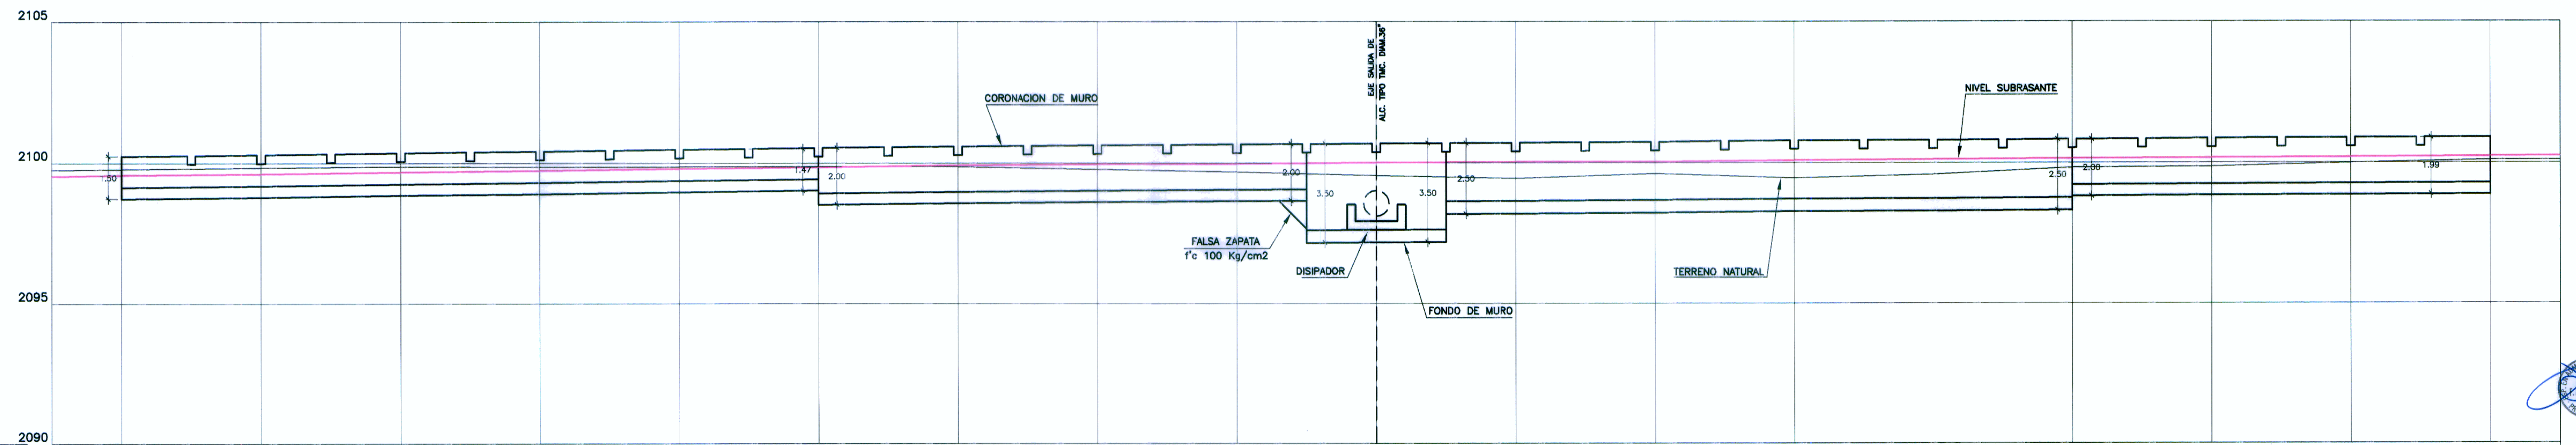 2105
EJE SALIDA DE
ALC. TIPO TMC. DIAM.36"
NIVEL SUBRASANTE
CORONACION DE MURO
2100
1.50
1.47
2.00
2.00
3.50
3.50
2.50
2.50
2.00
1.99
FALSA ZAPATA
f'c 100 Kg/cm2
DISIPADOR
TERRENO NATURAL
2095
FONDO DE MURO
2090